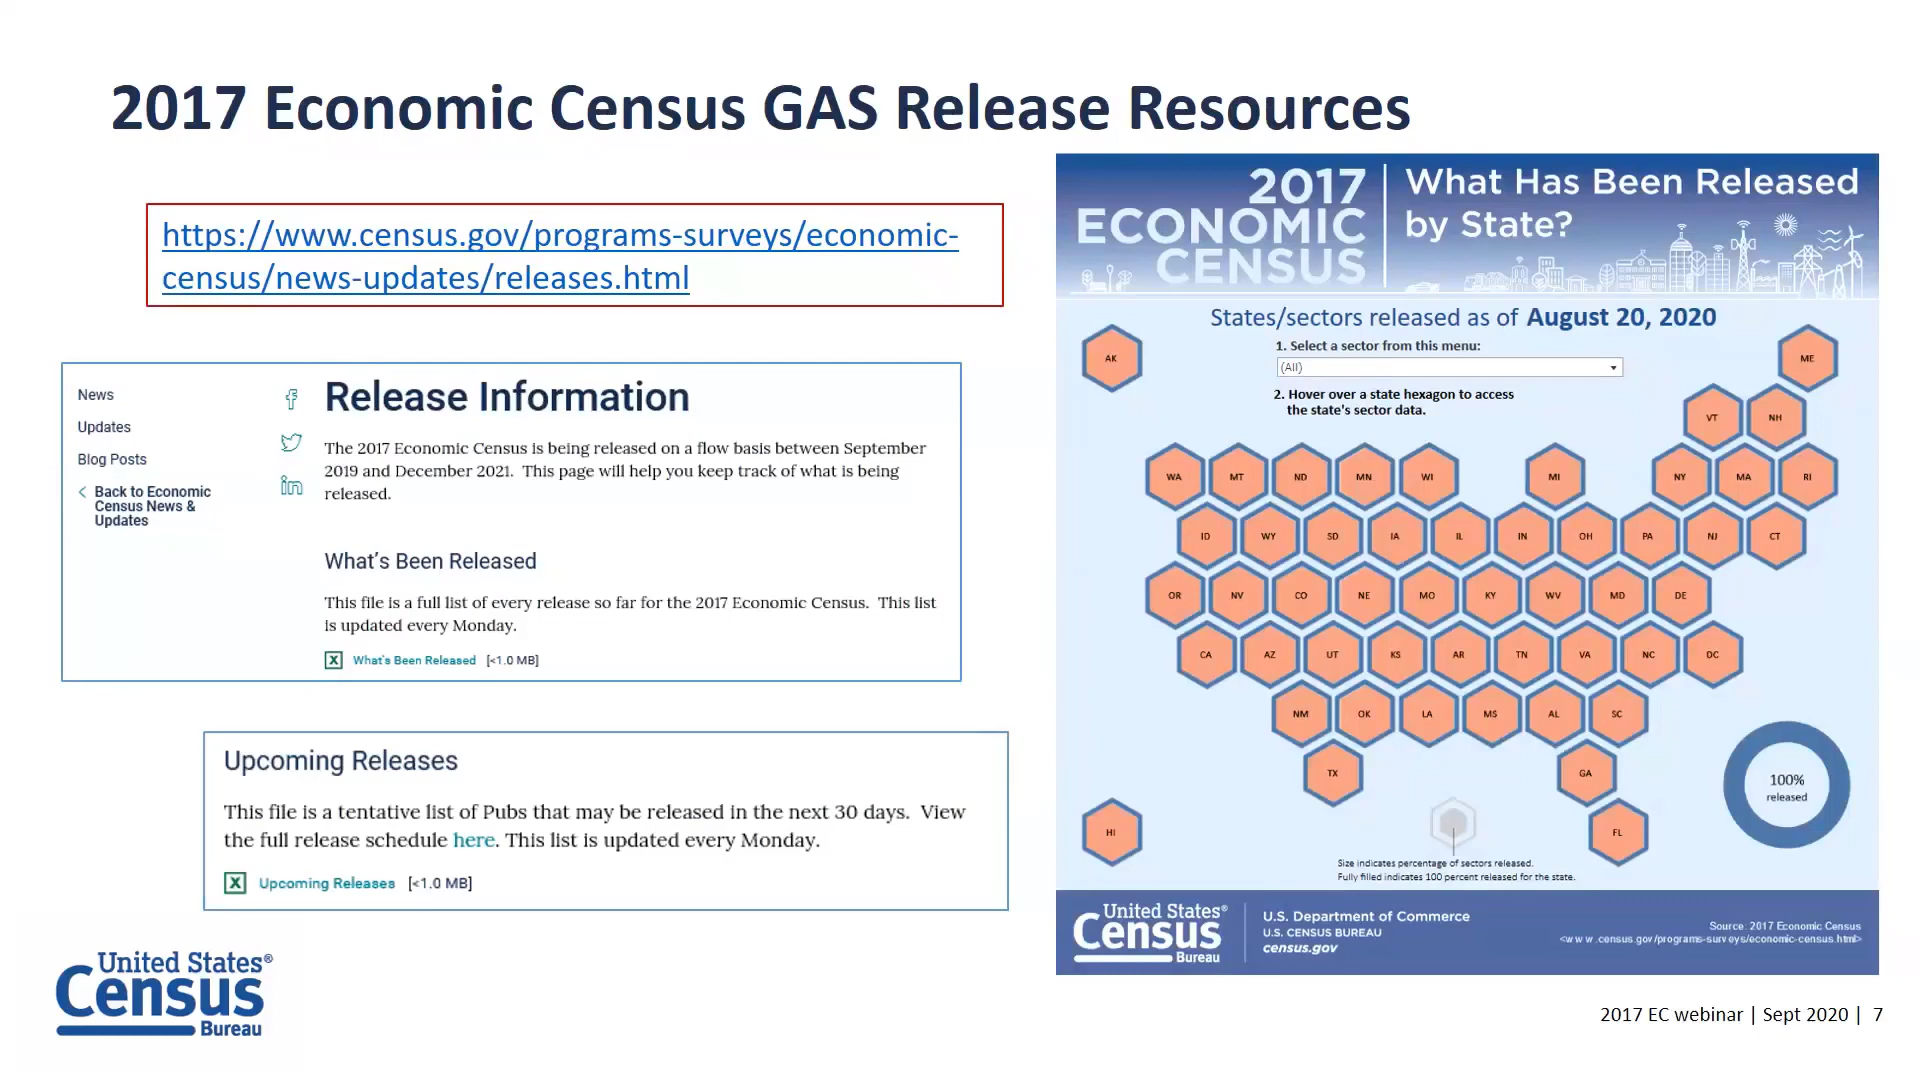 2017 Economic Census GAS Release Resources
https://www.census.gov/programs-surveys/economic-
census/news-updates/releases.html
News
Updates
Blog Posts
< Back to Economic
Census News &
Updates
Release Information
The 2017 Economic Census is being released on a flow basis between September
2019 and December 2021. This page will help you keep track of what is being
released.
What's Been Released
This file is a full list of every release so far for the 2017 Economic Census. This list
is updated every Monday.
What's Been Released [<1.0 MB]
Upcoming Releases
This file is a tentative list of Pubs that may be released in the next 30 days. View
the full release schedule here. This list is updated every Monday.
Upcoming Releases [<1.0 MB]
United States®
Census
Bureau
2017
ECONOMIC
CENSUS
What Has Been Released
by State?
States/sectors released as of August 20, 2020
1. Select a sector from this menu:
(All)
2. Hover over a state hexagon to access
the state's sector data.
AK ME
VT NH
WA MT ND MN WI MI NY MA RI
ID WY SD IA IL IN OH PA NJ CT
OR NV CO NE MO KY WV MD DE
CA AZ UT KS AR TN VA NC DC
NM OK LA MS AL SC
TX GA
HI FL
100%
released
Size indicates percentage of sectors released.
Fully filled indicates 100 percent released for the state.
United States®
Census
Bureau
U.S. Department of Commerce
U.S. CENSUS BUREAU
census.gov
Source: 2017 Economic Census
<www.census.gov/programs-surveys/economic-census.html>
2017 EC webinar | Sept 2020 | 7